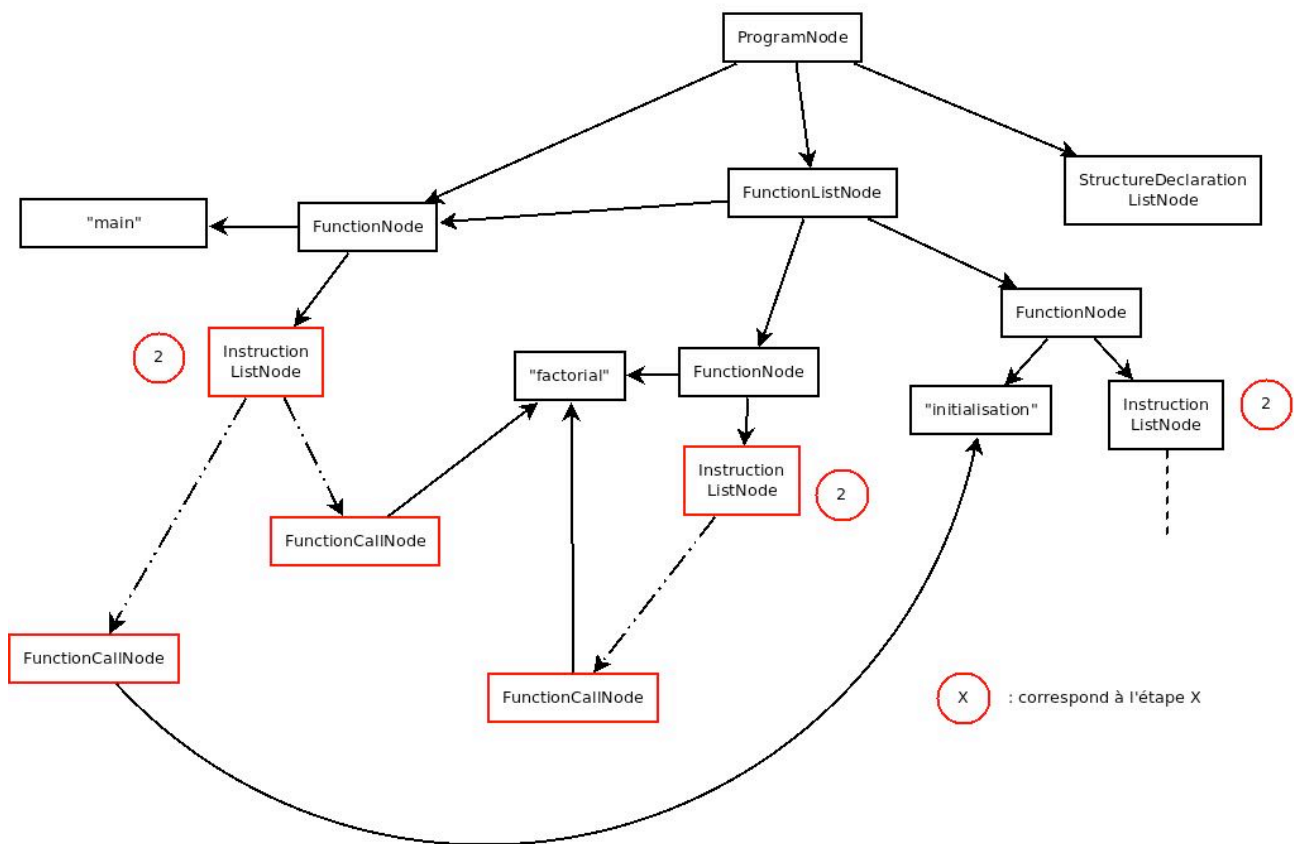 ProgramNode
FunctionListNode
StructureDeclaration
ListNode
"main"
FunctionNode
FunctionNode
2
Instruction
ListNode
"factorial"
FunctionNode
"initialisation"
Instruction
ListNode
2
Instruction
ListNode
2
FunctionCallNode
FunctionCallNode
FunctionCallNode
X
: correspond à l'étape X